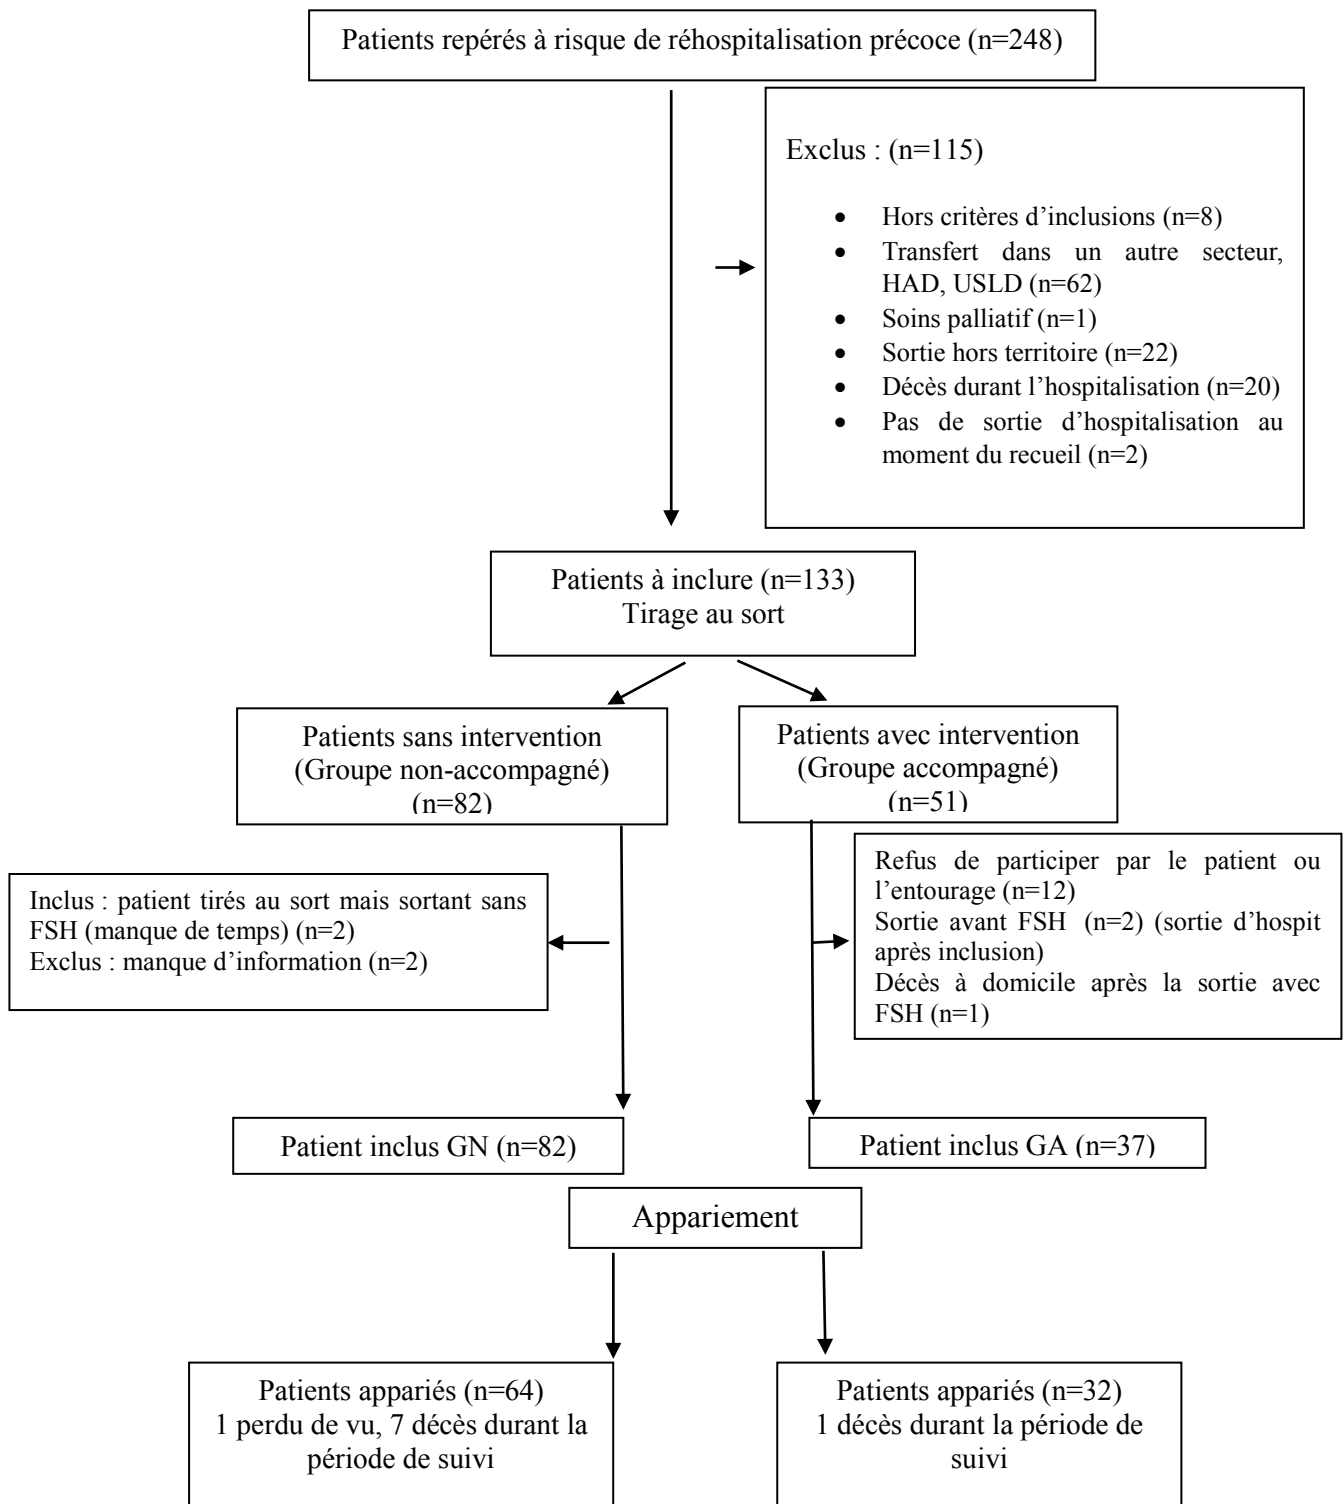 Patients repérés à risque de réhospitalisation précoce (n=248)
Exclus : (n=115)
• Hors critères d’inclusions (n=8)
• Transfert dans un autre secteur,
HAD, USLD (n=62)
• Soins palliatif (n=1)
• Sortie hors territoire (n=22)
• Décès durant l’hospitalisation (n=20)
• Pas de sortie d’hospitalisation au
moment du recueil (n=2)
Patients à inclure (n=133)
Tirage au sort
Patients sans intervention
(Groupe non-accompagné)
(n=82)
Patients avec intervention
(Groupe accompagné)
(n=51)
Inclus : patient tirés au sort mais sortant sans
FSH (manque de temps) (n=2)
Exclus : manque d’information (n=2)
Refus de participer par le patient ou
l’entourage (n=12)
Sortie avant FSH (n=2) (sortie d’hospit
après inclusion)
Décès à domicile après la sortie avec
FSH (n=1)
Patient inclus GN (n=82)
Patient inclus GA (n=37)
Appariement
Patients appariés (n=64)
1 perdu de vu, 7 décès durant la
période de suivi
Patients appariés (n=32)
1 décès durant la période de
suivi